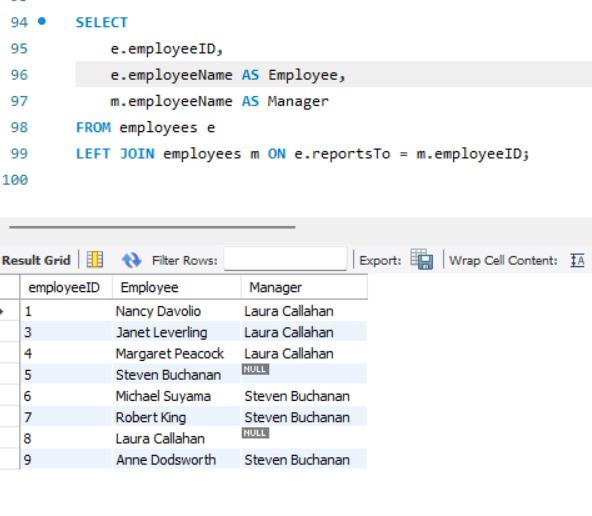 94 SELECT
95 e.employeeID,
96 e.employeeName AS Employee,
97 m.employeeName AS Manager
98 FROM employees e
99 LEFT JOIN employees m ON e.reportsTo = m.employeeID;
100
Result Grid Filter Rows: Export: Wrap Cell Content: IA
employeeID Employee Manager
1 Nancy Davolio Laura Callahan
3 Janet Leverling Laura Callahan
4 Margaret Peacock Laura Callahan
5 Steven Buchanan NULL
6 Michael Suyama Steven Buchanan
7 Robert King Steven Buchanan
8 Laura Callahan NULL
9 Anne Dodsworth Steven Buchanan